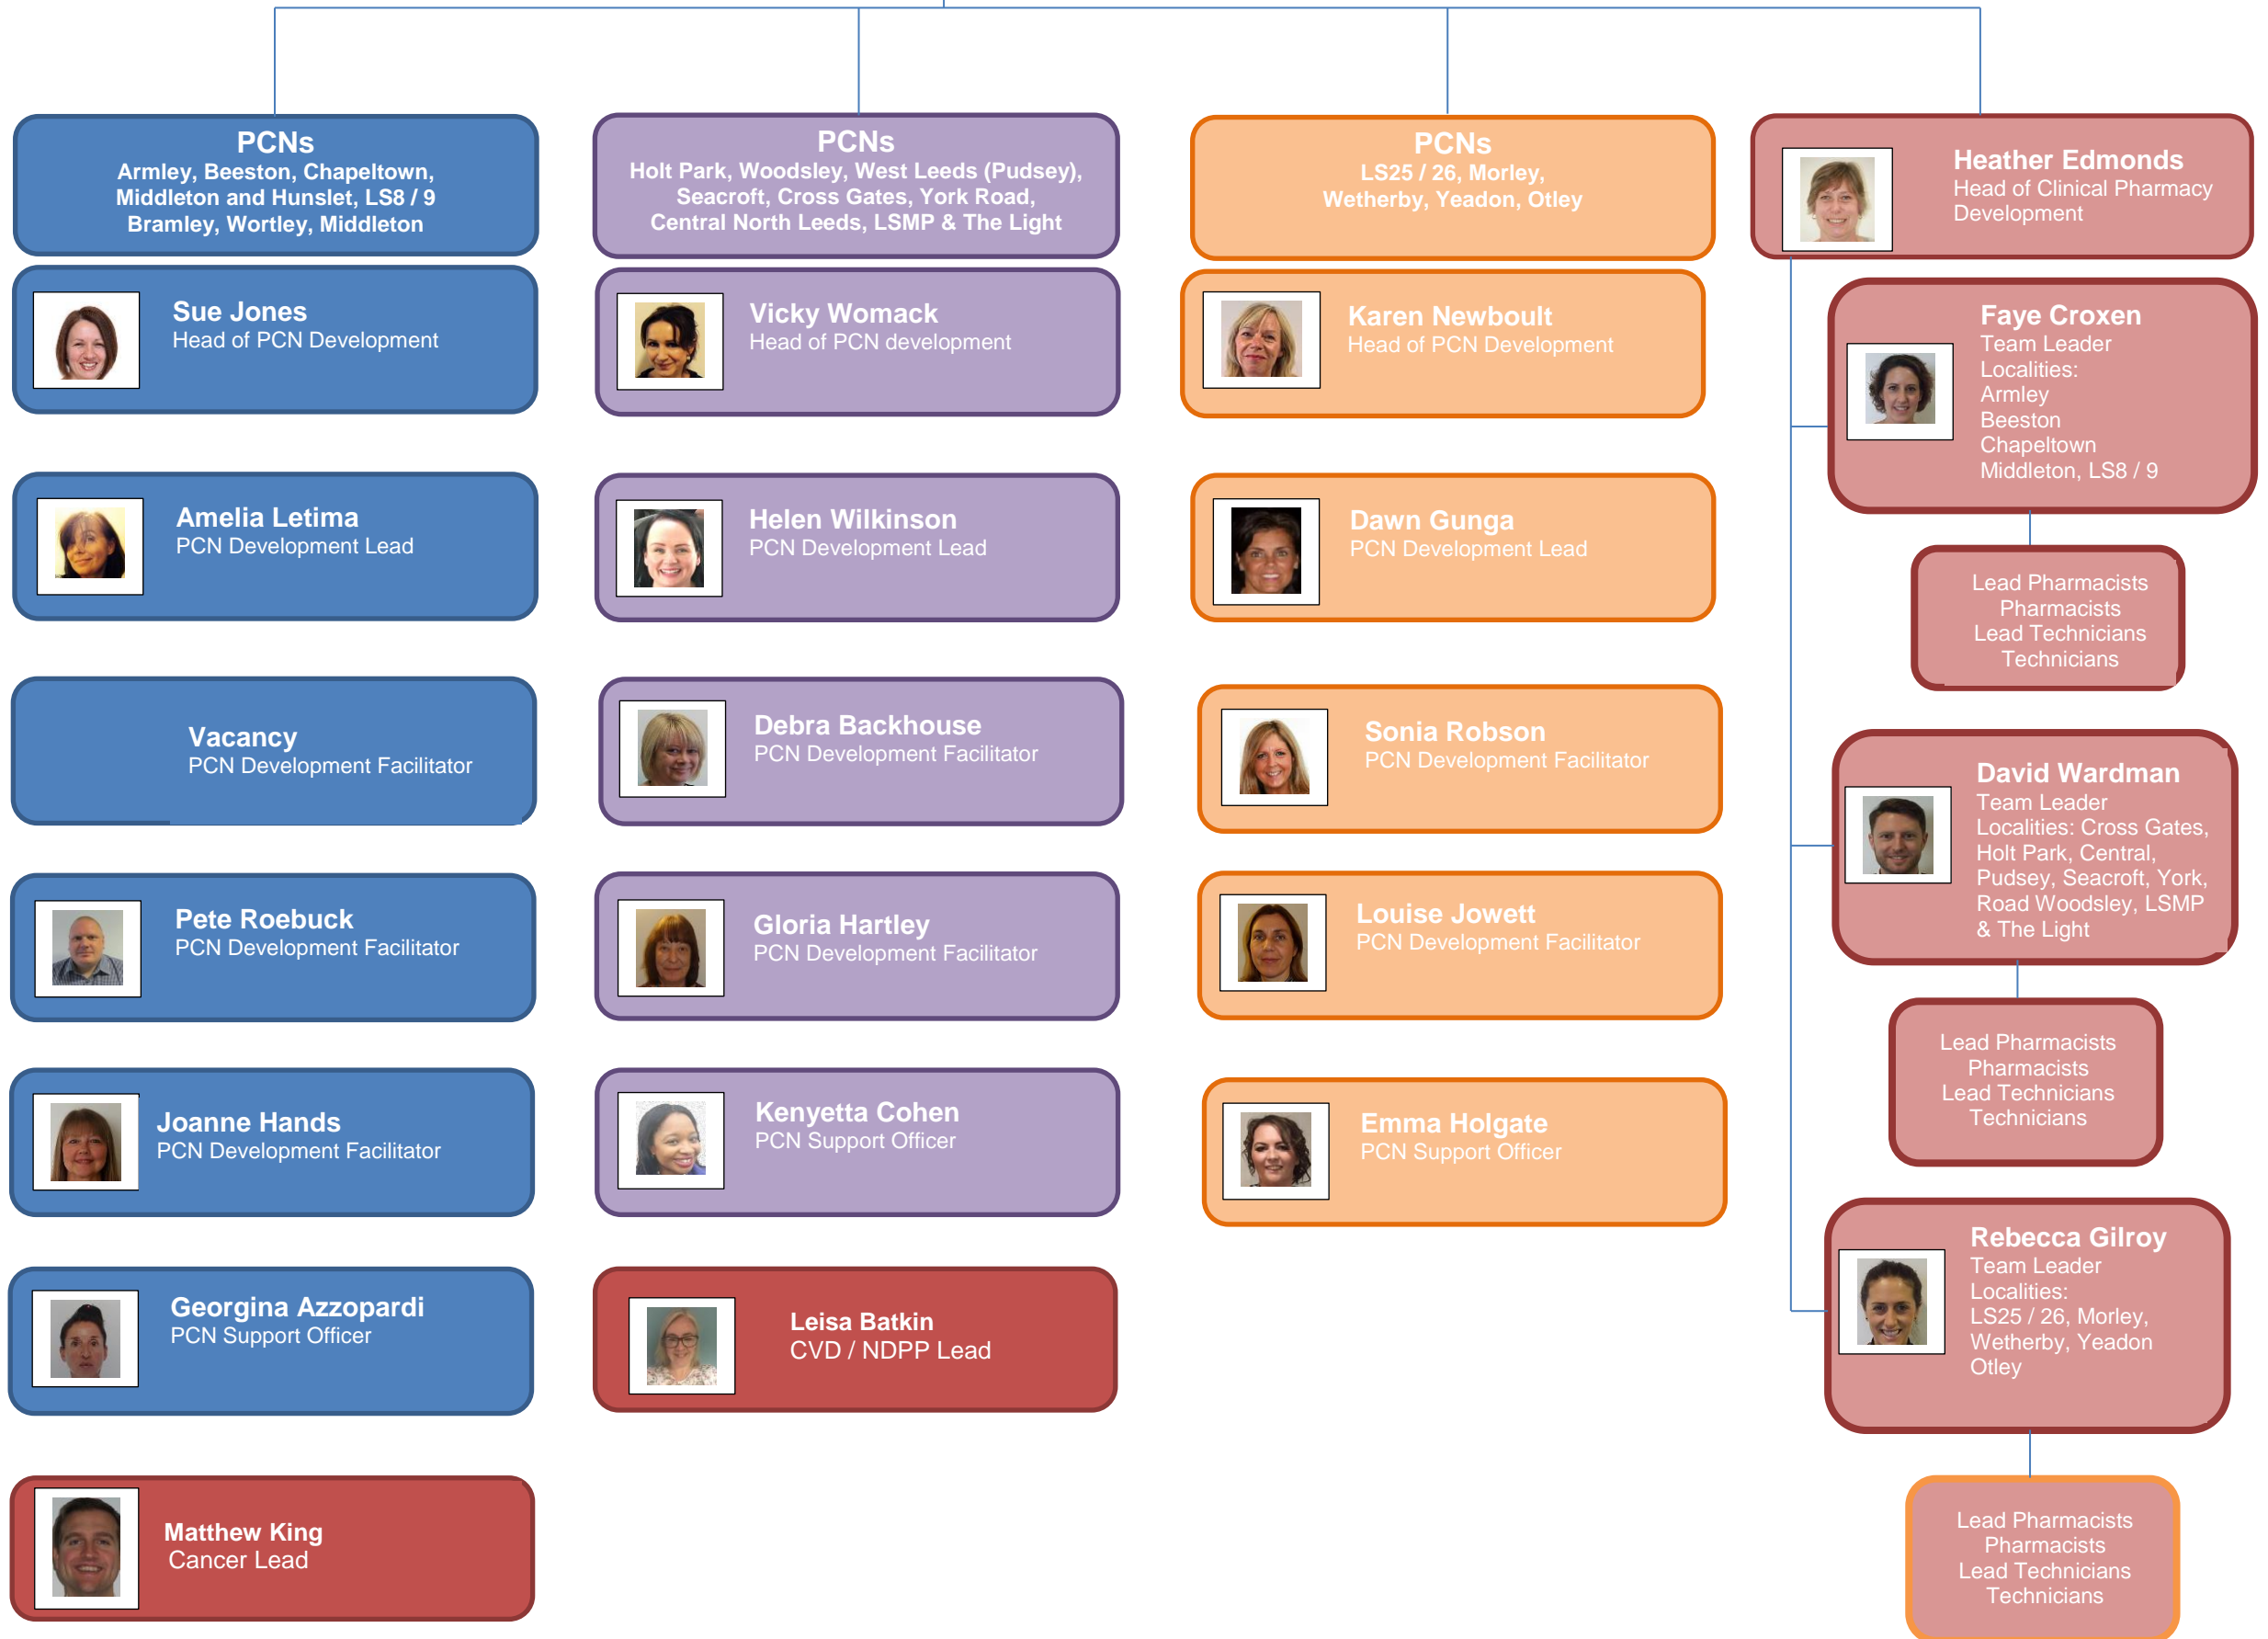 PCNs
Armley, Beeston, Chapeltown,
Middleton and Hunslet, LS8 / 9
Bramley, Wortley, Middleton
Sue Jones
Head of PCN Development
Amelia Letima
PCN Development Lead
Vacancy
PCN Development Facilitator
Pete Roebuck
PCN Development Facilitator
Joanne Hands
PCN Development Facilitator
Georgina Azzopardi
PCN Support Officer
Matthew King
Cancer Lead
PCNs
Holt Park, Woodsley, West Leeds (Pudsey),
Seacroft, Cross Gates, York Road,
Central North Leeds, LSMP & The Light
Vicky Womack
Head of PCN development
Helen Wilkinson
PCN Development Lead
Debra Backhouse
PCN Development Facilitator
Gloria Hartley
PCN Development Facilitator
Kenyetta Cohen
PCN Support Officer
Leisa Batkin
CVD / NDPP Lead
PCNs
LS25 / 26, Morley,
Wetherby, Yeadon, Otley
Karen Newboult
Head of PCN Development
Dawn Gunga
PCN Development Lead
Sonia Robson
PCN Development Facilitator
Louise Jowett
PCN Development Facilitator
Emma Holgate
PCN Support Officer
Heather Edmonds
Head of Clinical Pharmacy
Development
Faye Croxen
Team Leader
Localities:
Armley
Beeston
Chapeltown
Middleton, LS8 / 9
Lead Pharmacists
Pharmacists
Lead Technicians
Technicians
David Wardman
Team Leader
Localities: Cross Gates,
Holt Park, Central,
Pudsey, Seacroft, York,
Road Woodsley, LSMP
& The Light
Lead Pharmacists
Pharmacists
Lead Technicians
Technicians
Rebecca Gilroy
Team Leader
Localities:
LS25 / 26, Morley,
Wetherby, Yeadon
Otley
Lead Pharmacists
Pharmacists
Lead Technicians
Technicians